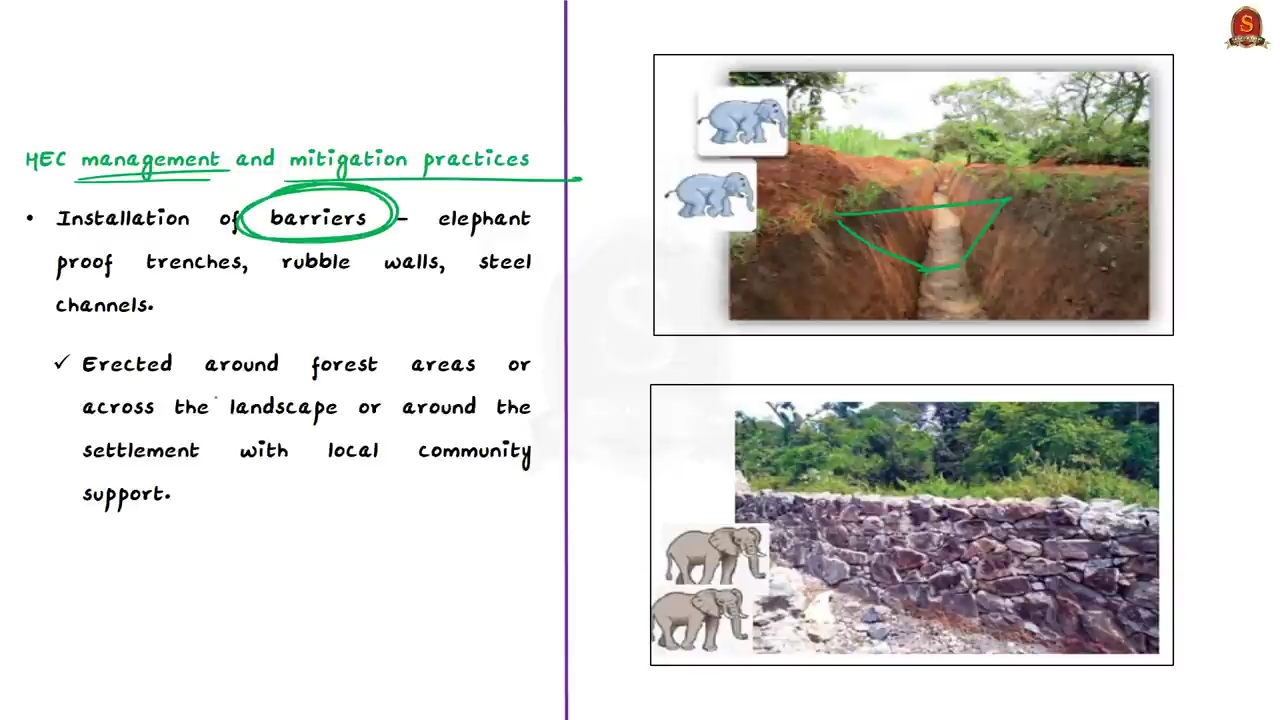 HEC management and mitigation practices
• Installation of barriers – elephant
proof trenches, rubble walls, steel
channels.
✓ Erected around forest areas or
across the landscape or around the
settlement with local community
support.
S